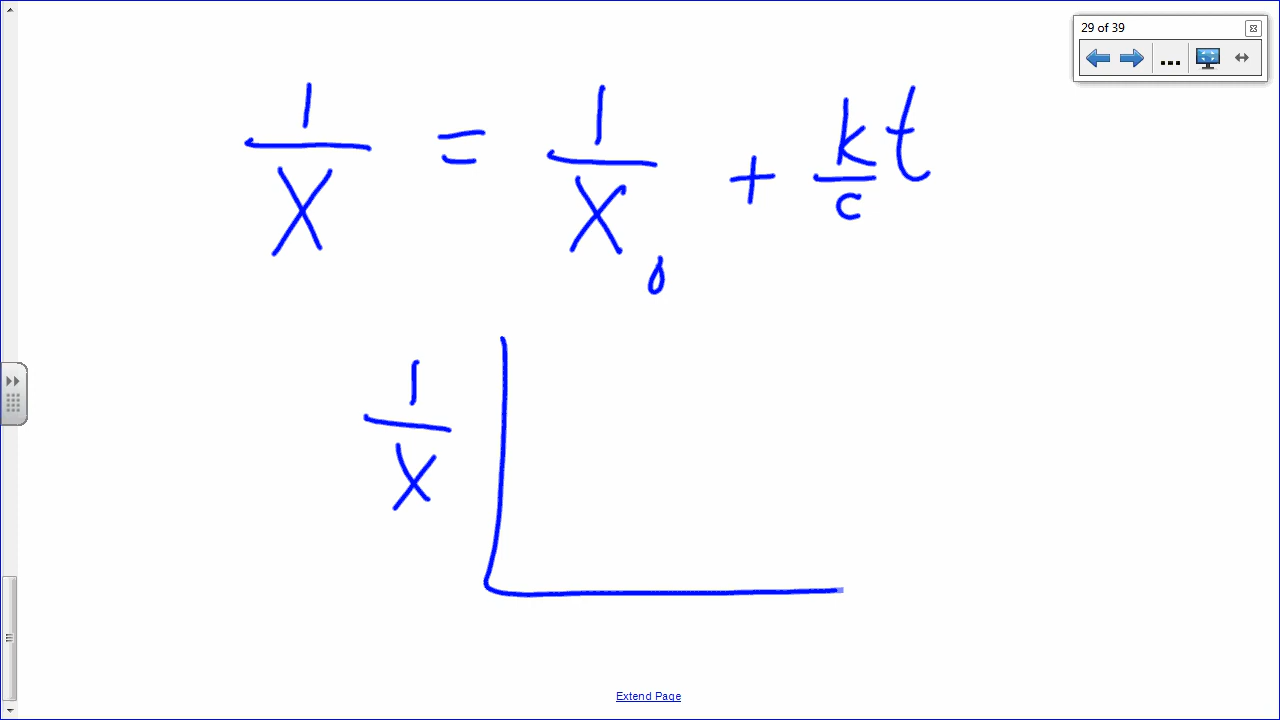 29 of 39
1/X = 1/X₀ + k/c t
1/X
Extend Page